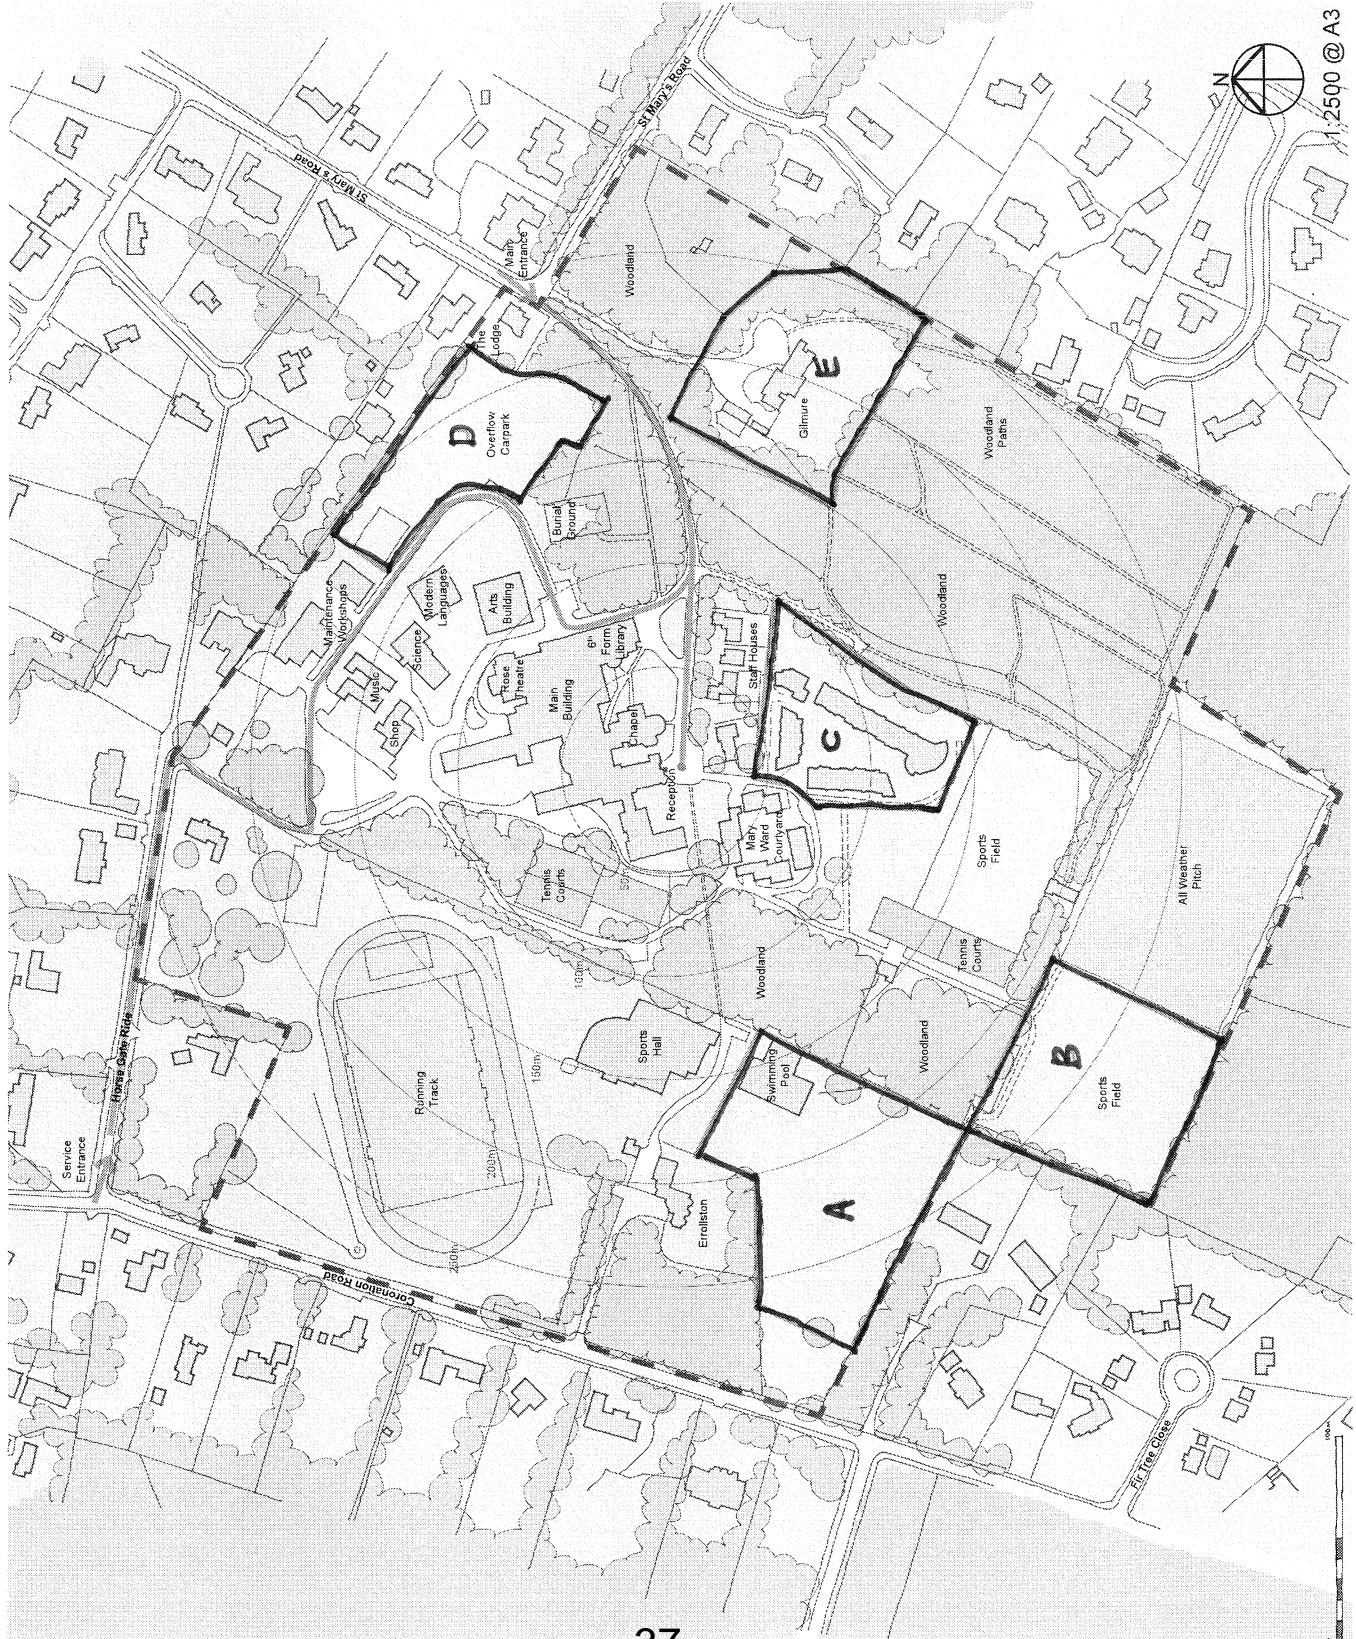 1:2500 @ A3
N
St Mary's Road
St Mary's Road
Main
Entrance
The
Lodge
Woodland
D
Overflow
Carpark
E
Gilmure
Woodland
Paths
Burial
Ground
Maintenance
Workshops
Modern
Languages
Arts
Building
Science
Music
Shop
Rose
Theatre
6th
Form
Library
Main
Building
Chapel
Staff Houses
Woodland
C
Reception
Mary
Ward
Courtyard
Sports
Field
Tennis
Courts
50m
All Weather
Pitch
Tennis
Courts
Woodland
100m
Woodland
Horse Gate Ride
Sports
Hall
Swimming
Pool
B
Sports
Field
150m
Running
Track
200m
Service
Entrance
A
Errollston
250m
Coronation Road
Fir Tree Close
100m
27